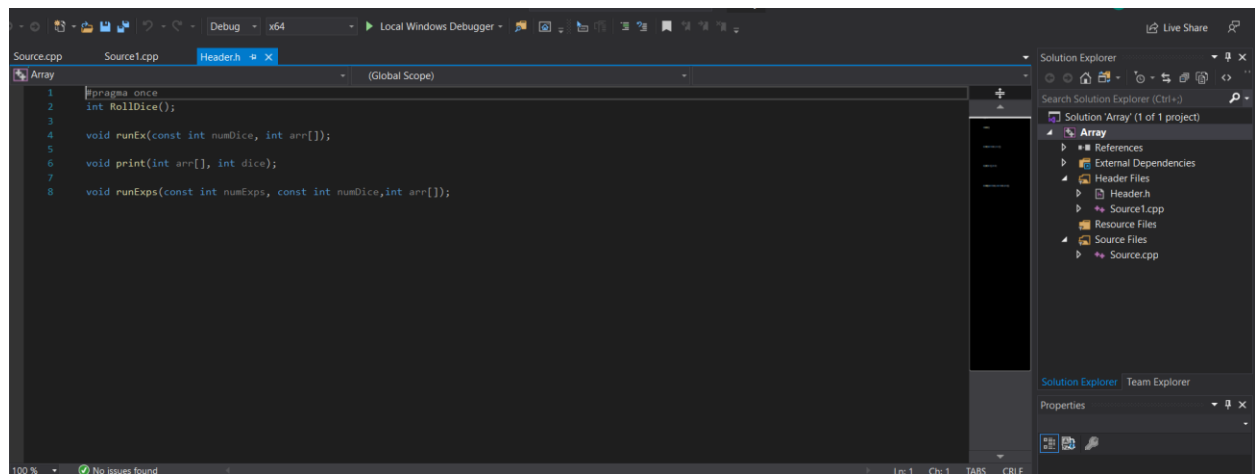 Debug x64 Local Windows Debugger Live Share
Source.cpp Source1.cpp Header.h
Array (Global Scope)
1 #pragma once
2 int RollDice();
3
4 void runEx(const int numDice, int arr[]);
5
6 void print(int arr[], int dice);
7
8 void runExps(const int numExps, const int numDice,int arr[]);
Solution Explorer
Search Solution Explorer (Ctrl+;)
Solution 'Array' (1 of 1 project)
Array
References
External Dependencies
Header Files
Header.h
Source1.cpp
Resource Files
Source Files
Source.cpp
Solution Explorer Team Explorer
Properties
100 % No issues found Ln: 1 Ch: 1 TABS CRLF